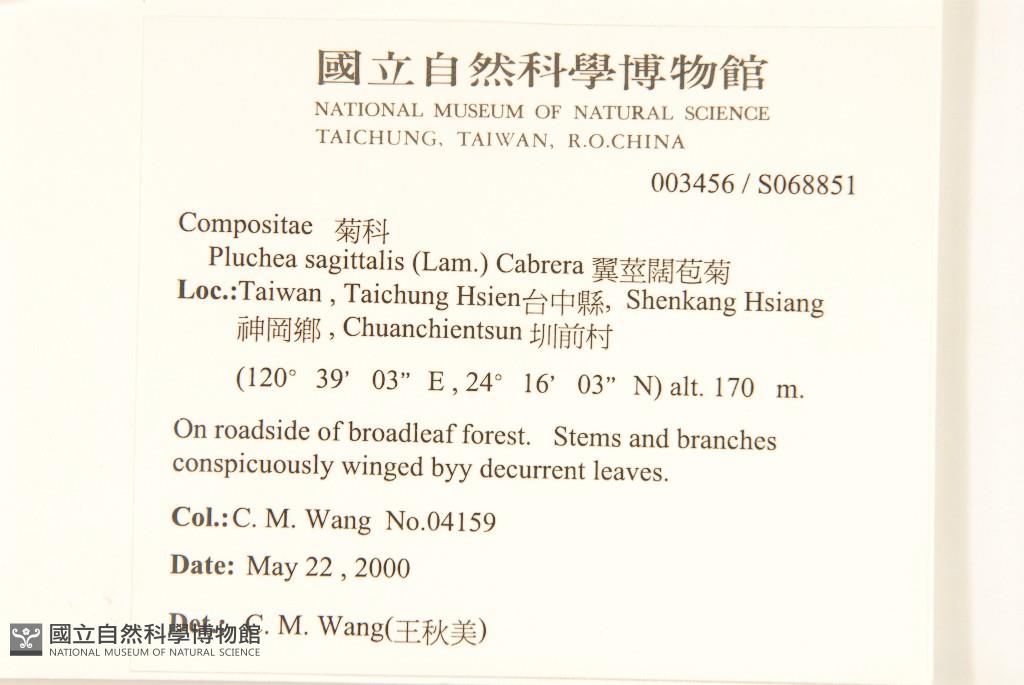 國立自然科學博物館
NATIONAL MUSEUM OF NATURAL SCIENCE
TAICHUNG, TAIWAN, R.O.CHINA
003456 / S068851
Compositae 菊科
Pluchea sagittalis (Lam.) Cabrera 翼莖闊苞菊
Loc.:Taiwan , Taichung Hsien台中縣, Shenkang Hsiang
神岡鄉 , Chuanchientsun 圳前村
(120° 39’ 03” E , 24° 16’ 03” N) alt. 170 m.
On roadside of broadleaf forest. Stems and branches
conspicuously winged byy decurrent leaves.
Col.: C. M. Wang No.04159
Date: May 22 , 2000
Det.: C. M. Wang(王秋美)
國立自然科學博物館
NATIONAL MUSEUM OF NATURAL SCIENCE